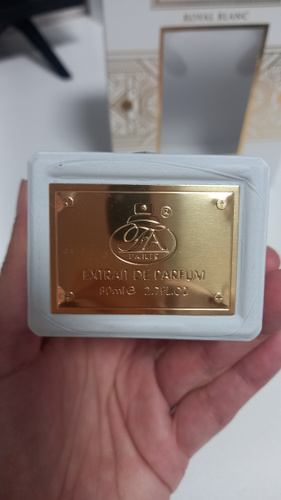 ROYAL BLANC
®
FA
PARIS
EXTRAIT DE PARFUM
80ml ℮ 2.7FL.OZ